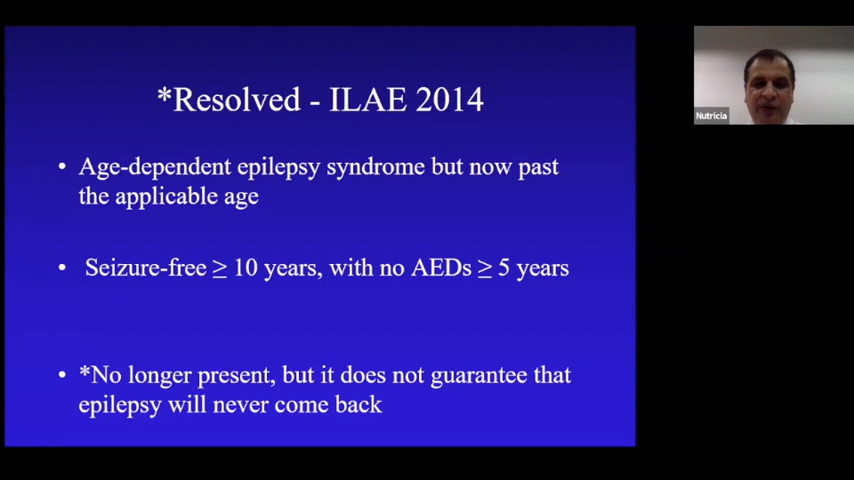 *Resolved - ILAE 2014
• Age-dependent epilepsy syndrome but now past
the applicable age
• Seizure-free ≥ 10 years, with no AEDs ≥ 5 years
• *No longer present, but it does not guarantee that
epilepsy will never come back
Nutricia